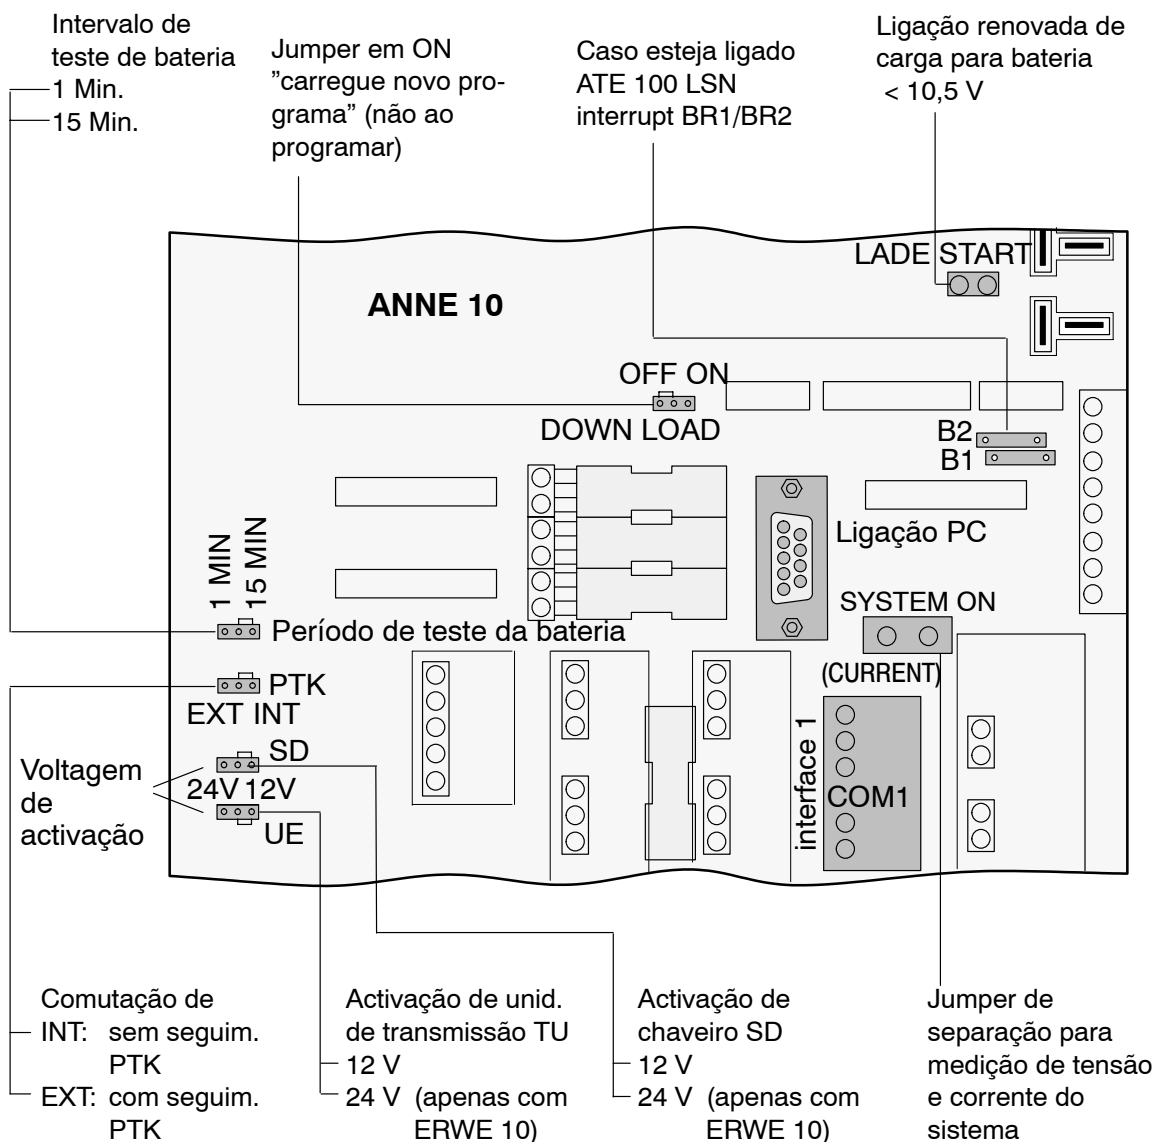 Intervalo de
teste de bateria
1 Min.
15 Min.
Jumper em ON
”carregue novo pro-
grama” (não ao
programar)
Caso esteja ligado
ATE 100 LSN
interrupt BR1/BR2
Ligação renovada de
carga para bateria
< 10,5 V
LADE START
ANNE 10
OFF ON
DOWN LOAD
B2
B1
Ligação PC
1 MIN
15 MIN
SYSTEM ON
Período de teste da bateria
(CURRENT)
PTK
EXT INT
interface 1
SD
Voltagem
de
activação
24V 12V
COM1
UE
Comutação de
INT: sem seguim.
PTK
EXT: com seguim.
PTK
Activação de unid.
de transmissão TU
12 V
24 V (apenas com
ERWE 10)
Activação de
chaveiro SD
12 V
24 V (apenas com
ERWE 10)
Jumper de
separação para
medição de tensão
e corrente do
sistema